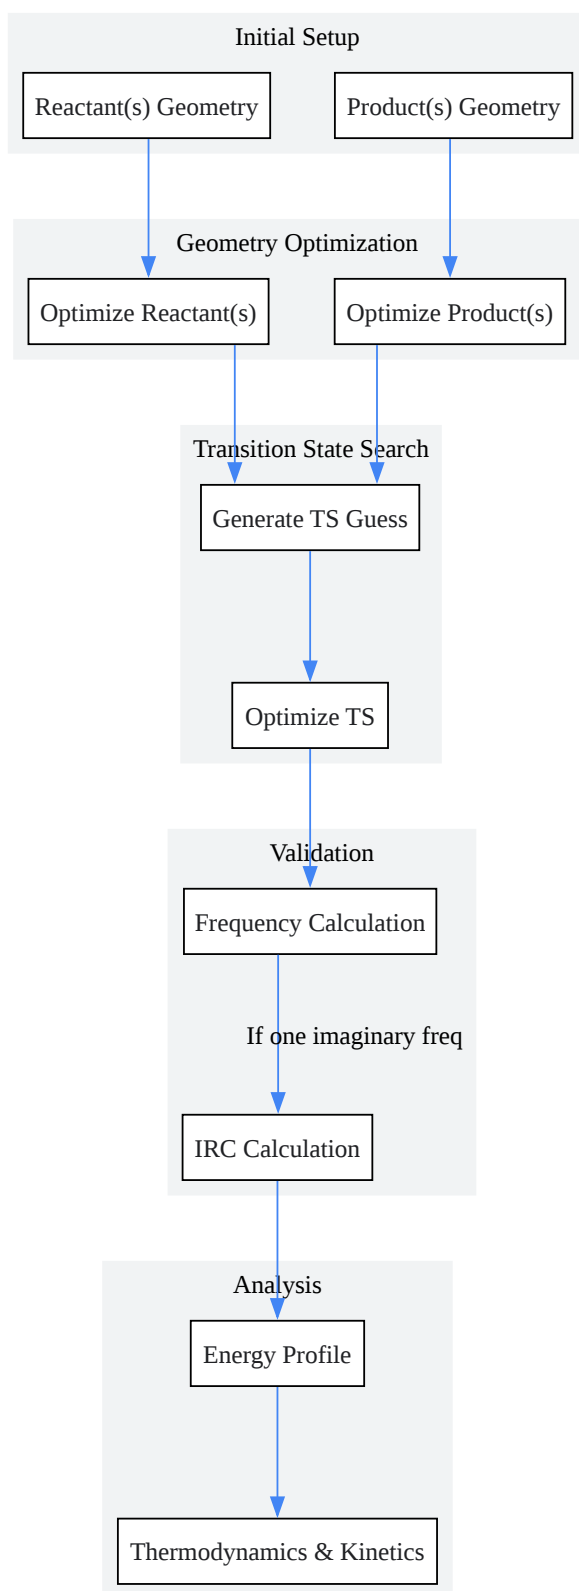 Initial Setup
Reactant(s) Geometry
Product(s) Geometry
Geometry Optimization
Optimize Reactant(s)
Optimize Product(s)
Transition State Search
Generate TS Guess
Optimize TS
Validation
Frequency Calculation
If one imaginary freq
IRC Calculation
Analysis
Energy Profile
Thermodynamics & Kinetics